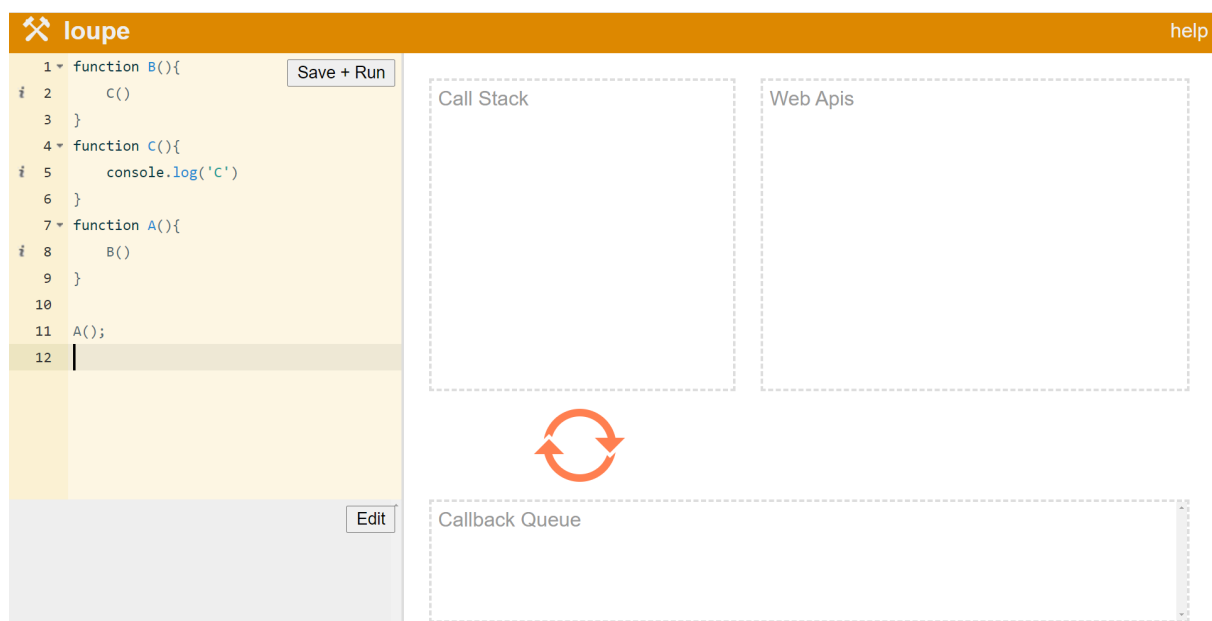 loupe
help
1 function B(){
Save + Run
i 2     C()
3 }
4 function C(){
i 5     console.log('C')
6 }
7 function A(){
i 8     B()
9 }
10
11 A();
12
Call Stack
Web Apis
Edit
Callback Queue